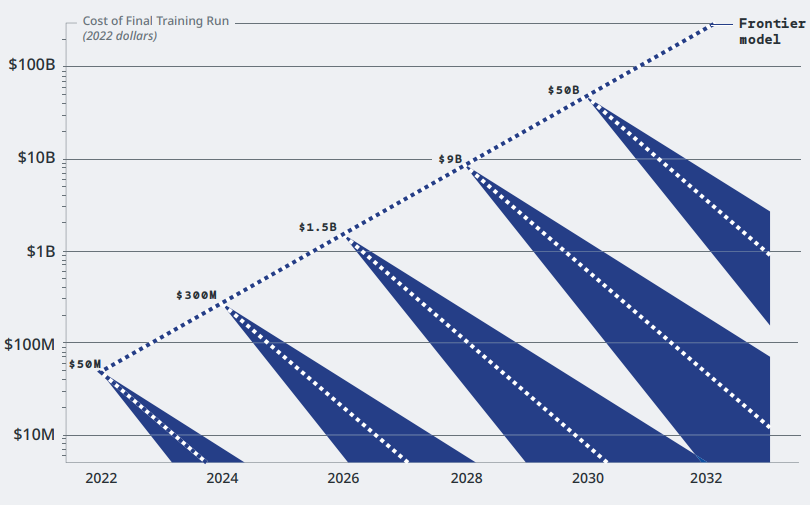 Cost of Final Training Run
(2022 dollars)
Frontier
model
$100B
$50B
$10B
$9B
$1B
$1.5B
$300M
$100M
$50M
$10M
2022
2024
2026
2028
2030
2032